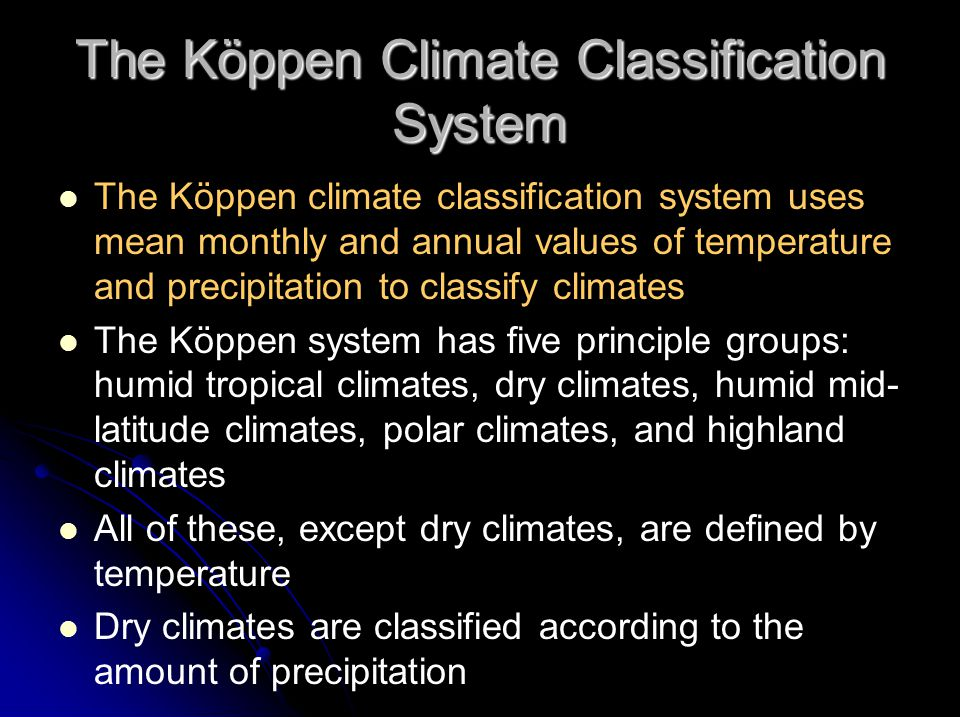 The Köppen Climate Classification
System
● The Köppen climate classification system uses
mean monthly and annual values of temperature
and precipitation to classify climates
● The Köppen system has five principle groups:
humid tropical climates, dry climates, humid mid-
latitude climates, polar climates, and highland
climates
● All of these, except dry climates, are defined by
temperature
● Dry climates are classified according to the
amount of precipitation